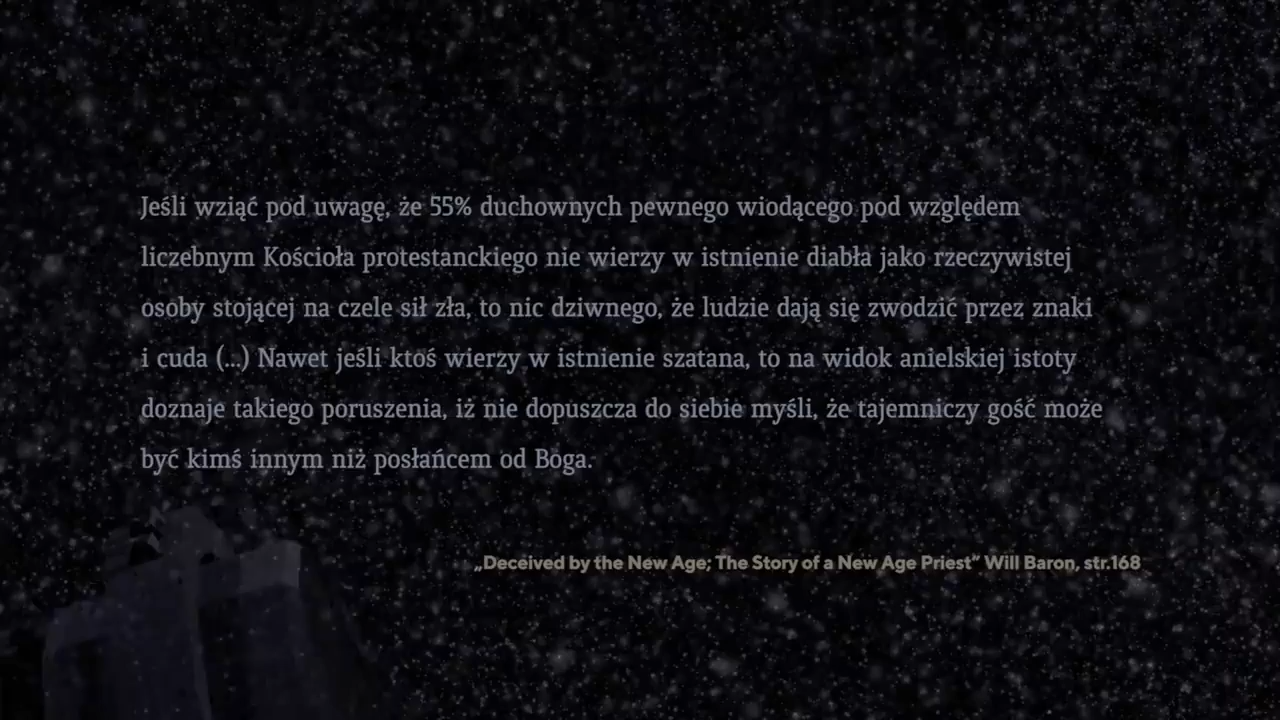 Jeśli wziąć pod uwagę, że 55% duchownych pewnego wiodącego pod względem
liczebnym Kościoła protestanckiego nie wierzy w istnienie diabła jako rzeczywistej
osoby stojącej na czele sił zła, to nic dziwnego, że ludzie dają się zwodzić przez znaki
i cuda (...) Nawet jeśli ktoś wierzy w istnienie szatana, to na widok anielskiej istoty
doznaje takiego poruszenia, iż nie dopuszcza do siebie myśli, że tajemniczy gość może
być kimś innym niż posłańcem od Boga.
„Deceived by the New Age; The Story of a New Age Priest” Will Baron, str.168